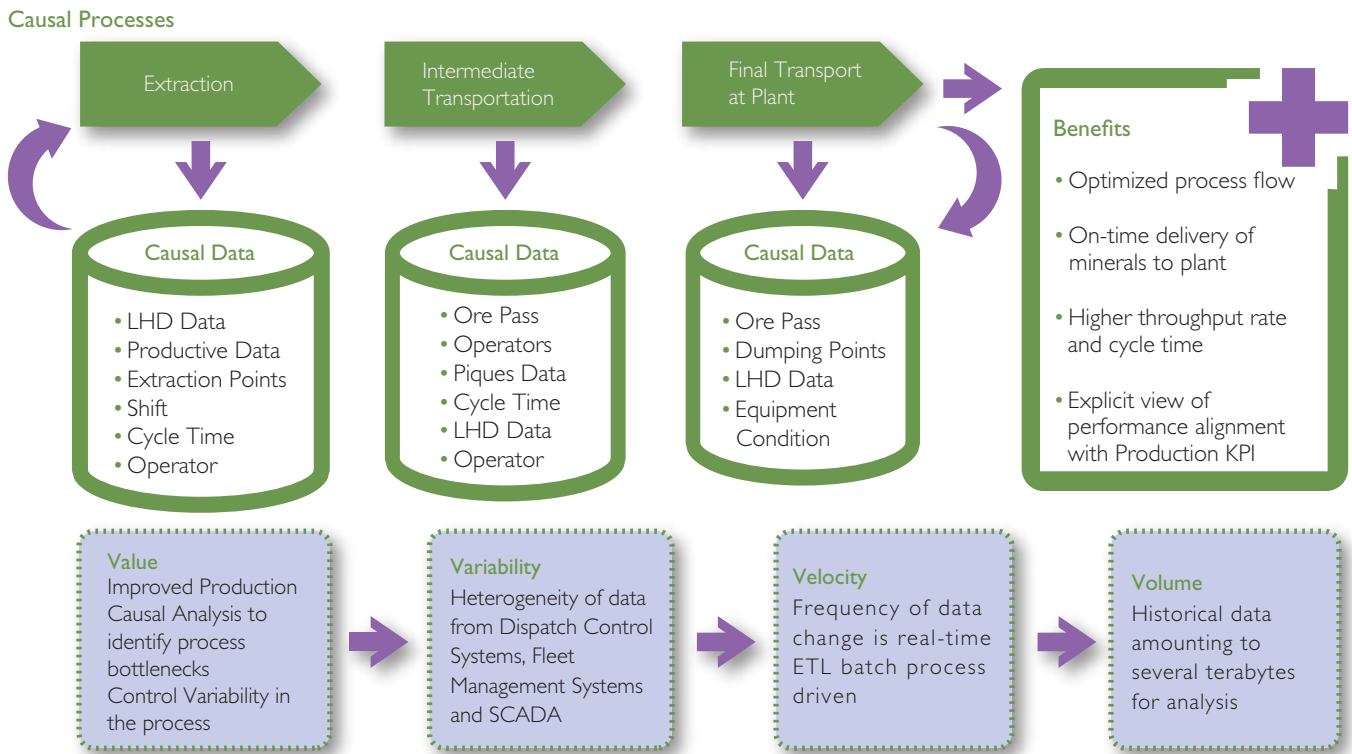 Causal Processes
Extraction
Intermediate
Transportation
Final Transport
at Plant
Causal Data
• LHD Data
• Productive Data
• Extraction Points
• Shift
• Cycle Time
• Operator
Causal Data
• Ore Pass
• Operators
• Piques Data
• Cycle Time
• LHD Data
• Operator
Causal Data
• Ore Pass
• Dumping Points
• LHD Data
• Equipment
Condition
Benefits
• Optimized process flow
• On-time delivery of
minerals to plant
• Higher throughput rate
and cycle time
• Explicit view of
performance alignment
with Production KPI
Value
Improved Production
Causal Analysis to
identify process
bottlenecks
Control Variability in
the process
Variability
Heterogeneity of data
from Dispatch Control
Systems, Fleet
Management Systems
and SCADA
Velocity
Frequency of data
change is real-time
ETL batch process
driven
Volume
Historical data
amounting to
several terabytes
for analysis